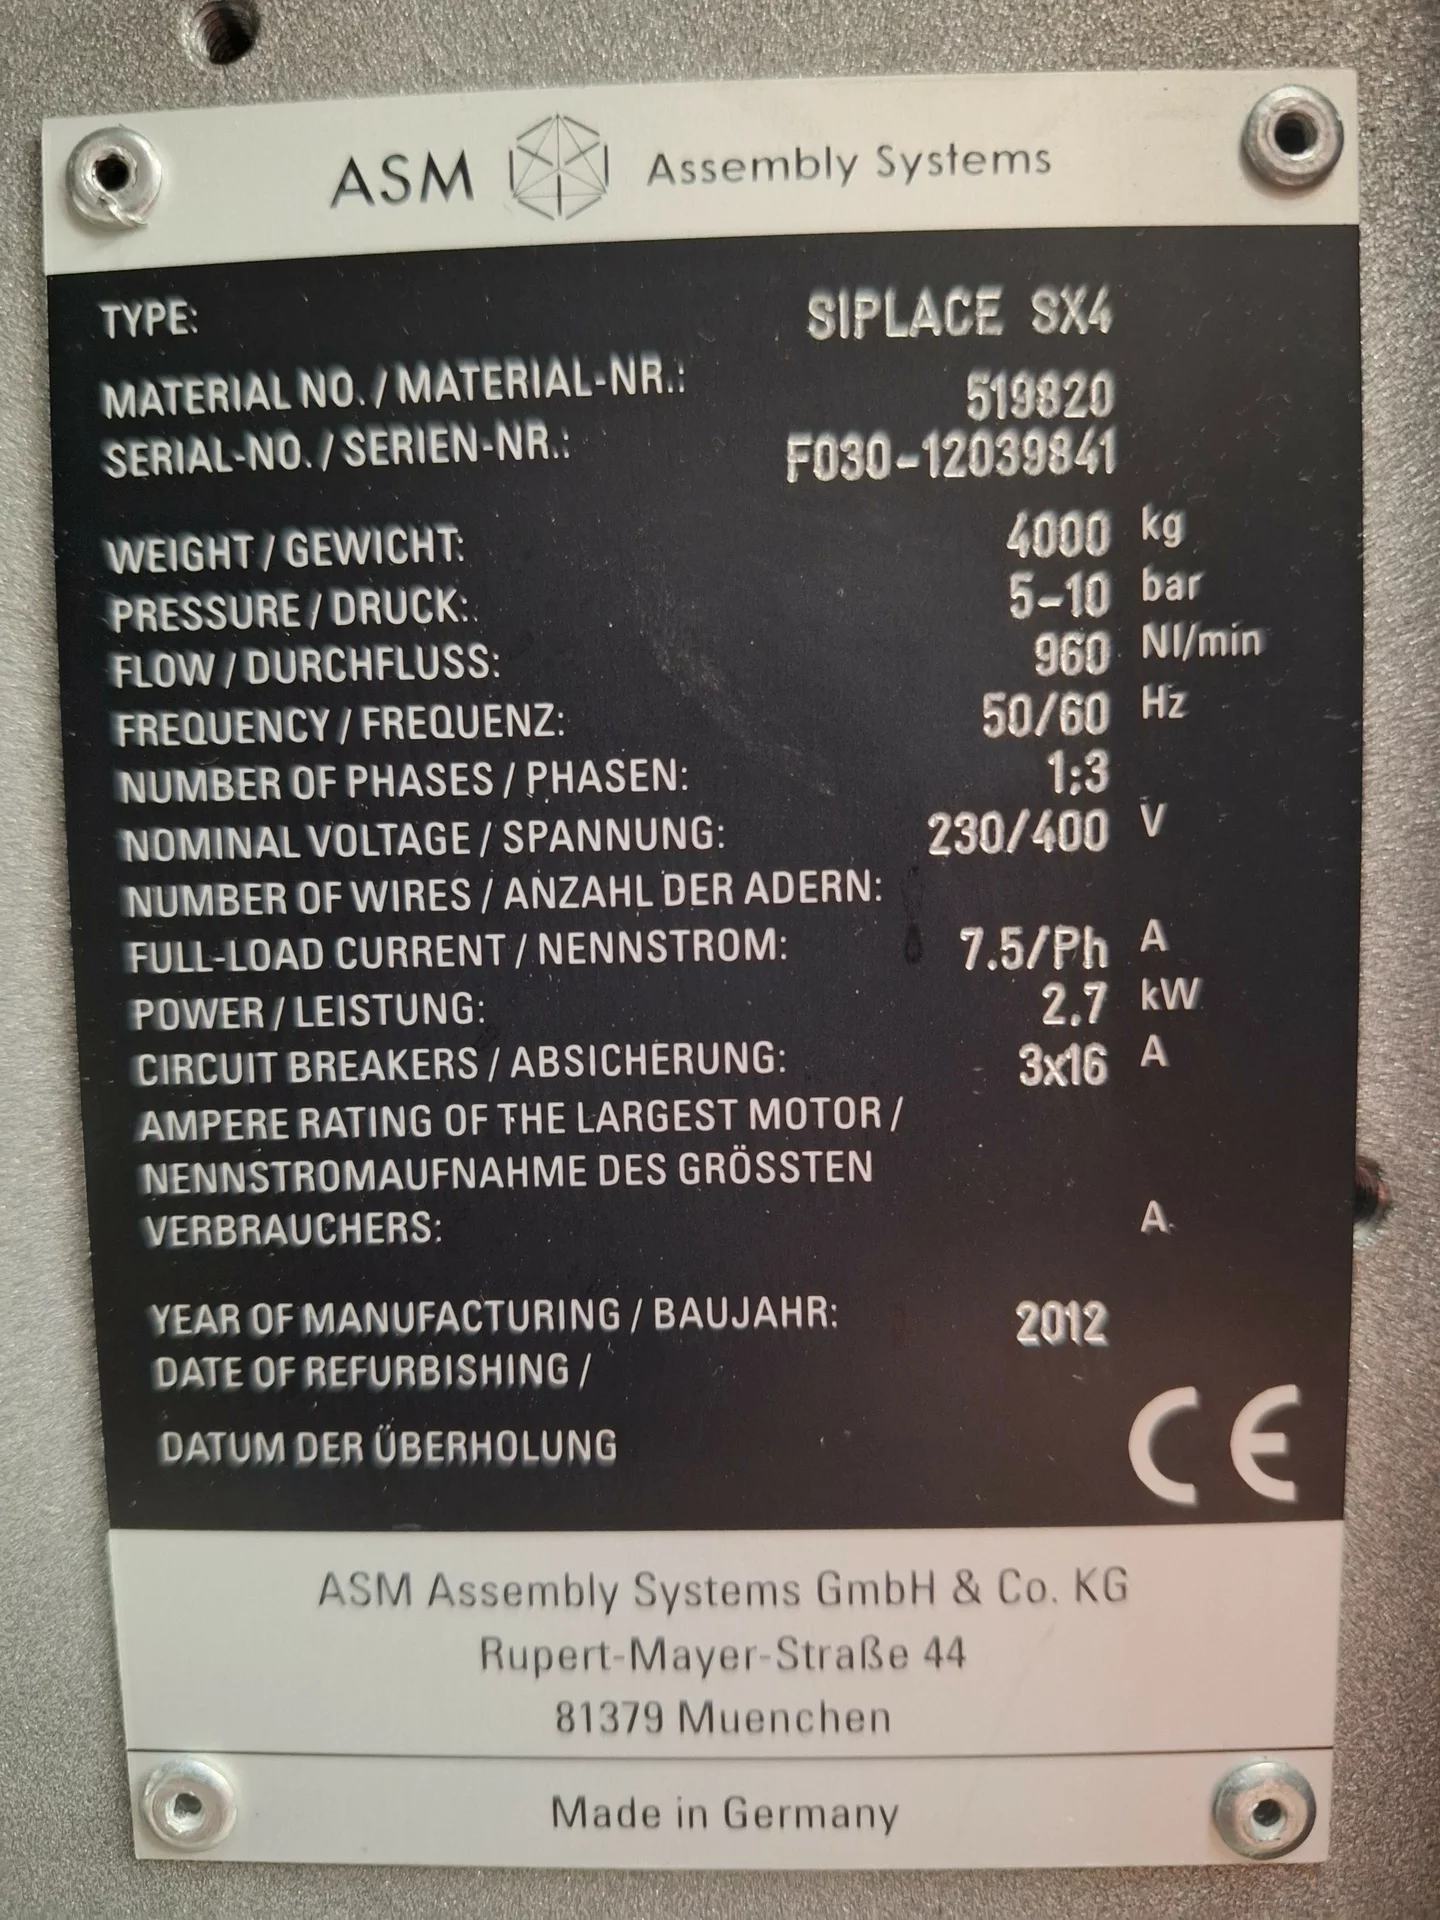 ASM Assembly Systems
TYPE: SIPLACE SX4
MATERIAL NO. / MATERIAL-NR.: 519820
SERIAL-NO. / SERIEN-NR.: F030-12039841
WEIGHT / GEWICHT: 4000 kg
PRESSURE / DRUCK: 5-10 bar
FLOW / DURCHFLUSS: 960 Nl/min
FREQUENCY / FREQUENZ: 50/60 Hz
NUMBER OF PHASES / PHASEN: 1;3
NOMINAL VOLTAGE / SPANNUNG: 230/400 V
NUMBER OF WIRES / ANZAHL DER ADERN:
FULL-LOAD CURRENT / NENNSTROM: 7.5/Ph A
POWER / LEISTUNG: 2.7 kW
CIRCUIT BREAKERS / ABSICHERUNG: 3x16 A
AMPERE RATING OF THE LARGEST MOTOR /
NENNSTROMAUFNAHME DES GRÖSSTEN
VERBRAUCHERS: A
YEAR OF MANUFACTURING / BAUJAHR: 2012
DATE OF REFURBISHING /
DATUM DER ÜBERHOLUNG
CE
ASM Assembly Systems GmbH & Co. KG
Rupert-Mayer-Straße 44
81379 Muenchen
Made in Germany